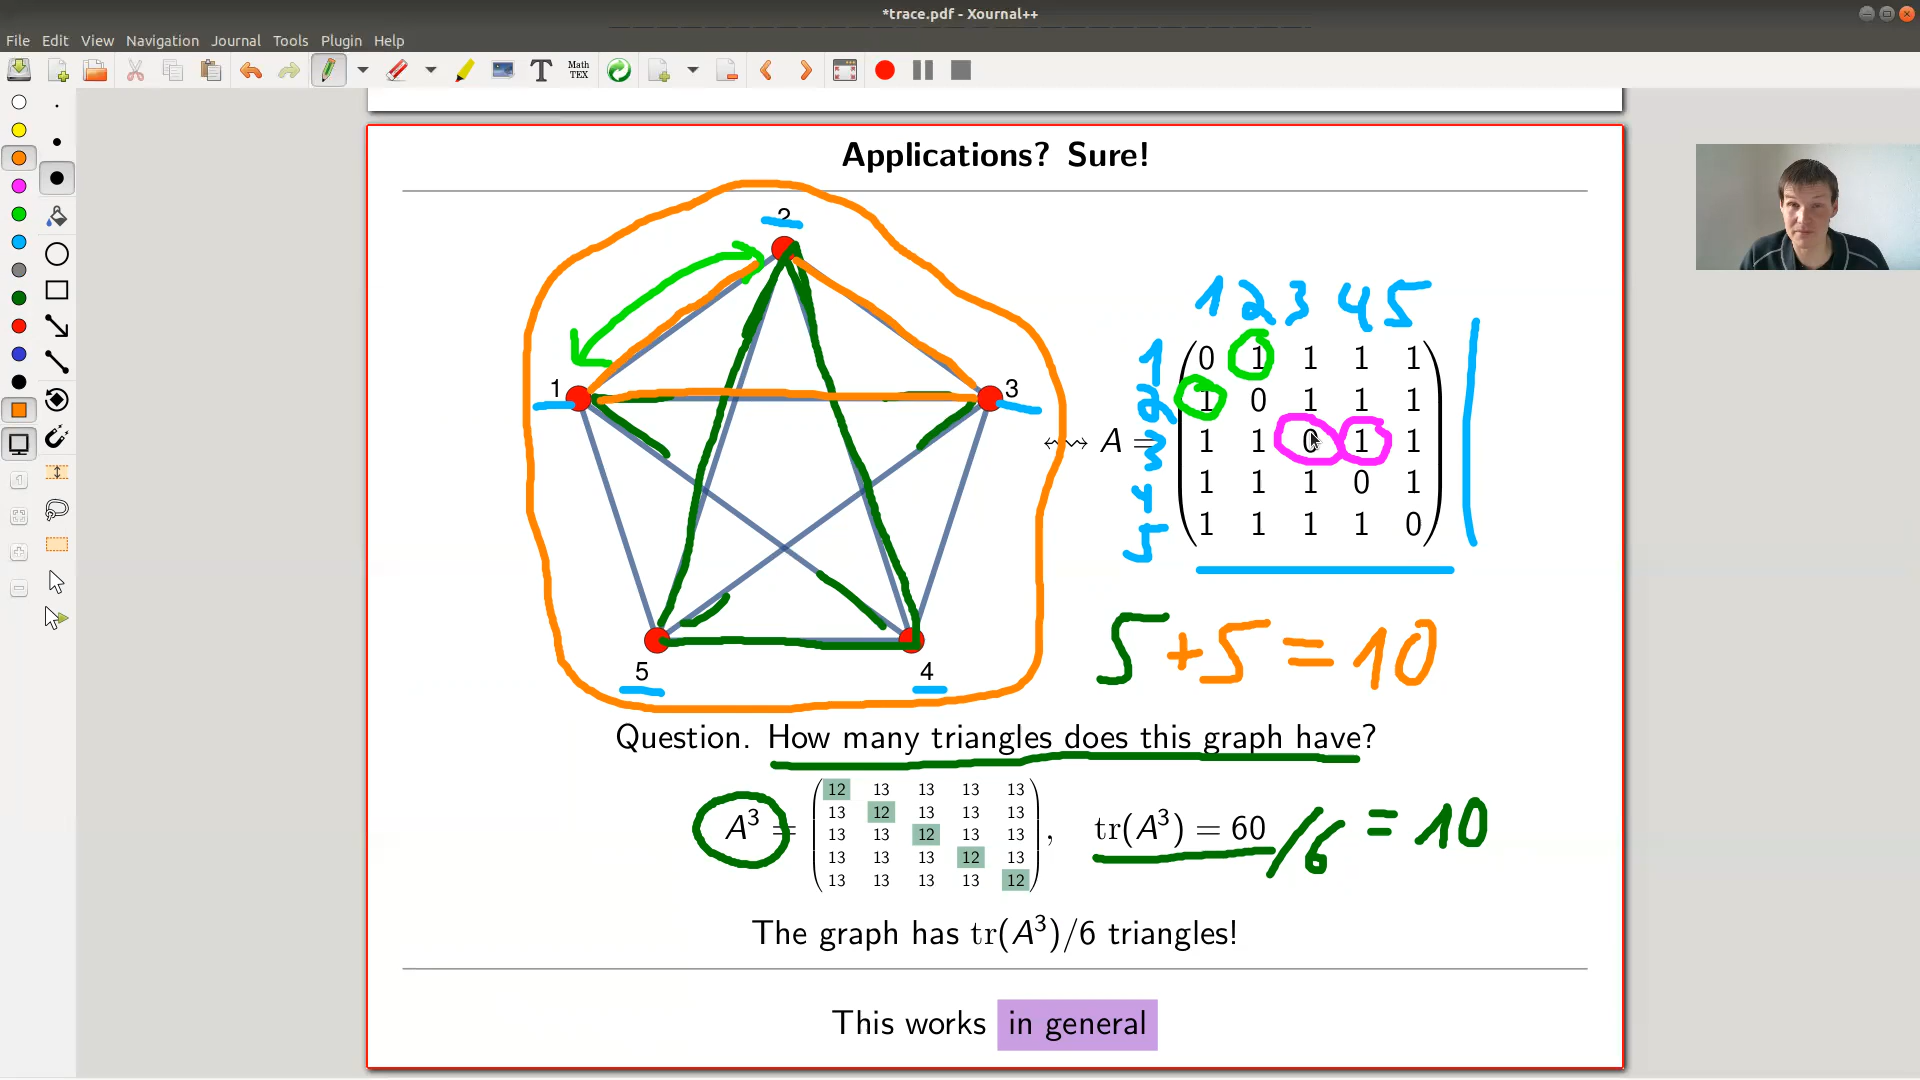 *trace.pdf - Xournal++
File Edit View Navigation Journal Tools Plugin Help
Math
TEX
Applications? Sure!
2
1
3
5
4
1 2 3 4 5
1
2
3
4
5
⇝ A =
0 1 1 1 1
1 0 1 1 1
1 1 0 1 1
1 1 1 0 1
1 1 1 1 0
5 + 5 = 10
Question. How many triangles does this graph have?
A³ =
12 13 13 13 13
13 12 13 13 13
13 13 12 13 13
13 13 13 12 13
13 13 13 13 12
, tr(A³) = 60 /6 = 10
The graph has tr(A³)/6 triangles!
This works in general